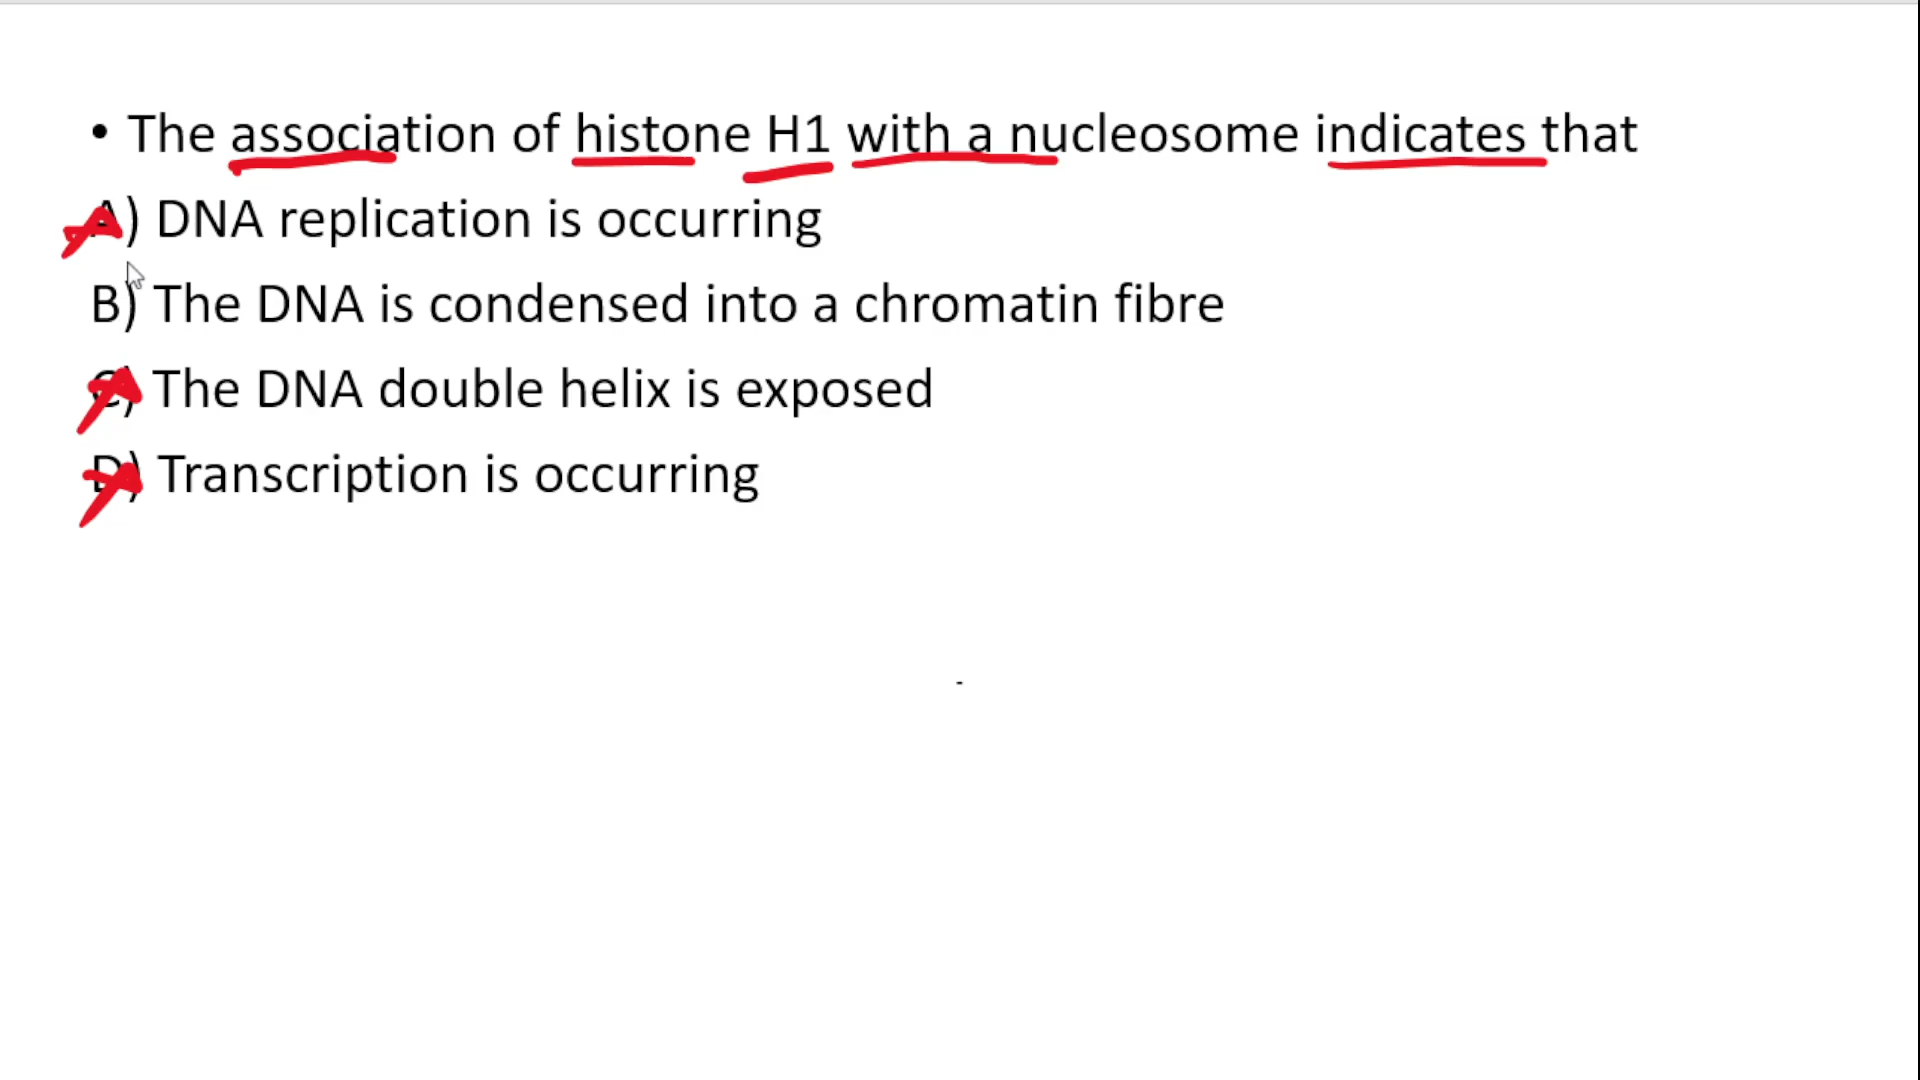 • The association of histone H1 with a nucleosome indicates that
A) DNA replication is occurring
B) The DNA is condensed into a chromatin fibre
C) The DNA double helix is exposed
D) Transcription is occurring
-